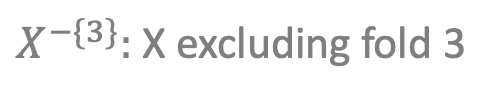 X⁻{³}: X excluding fold 3